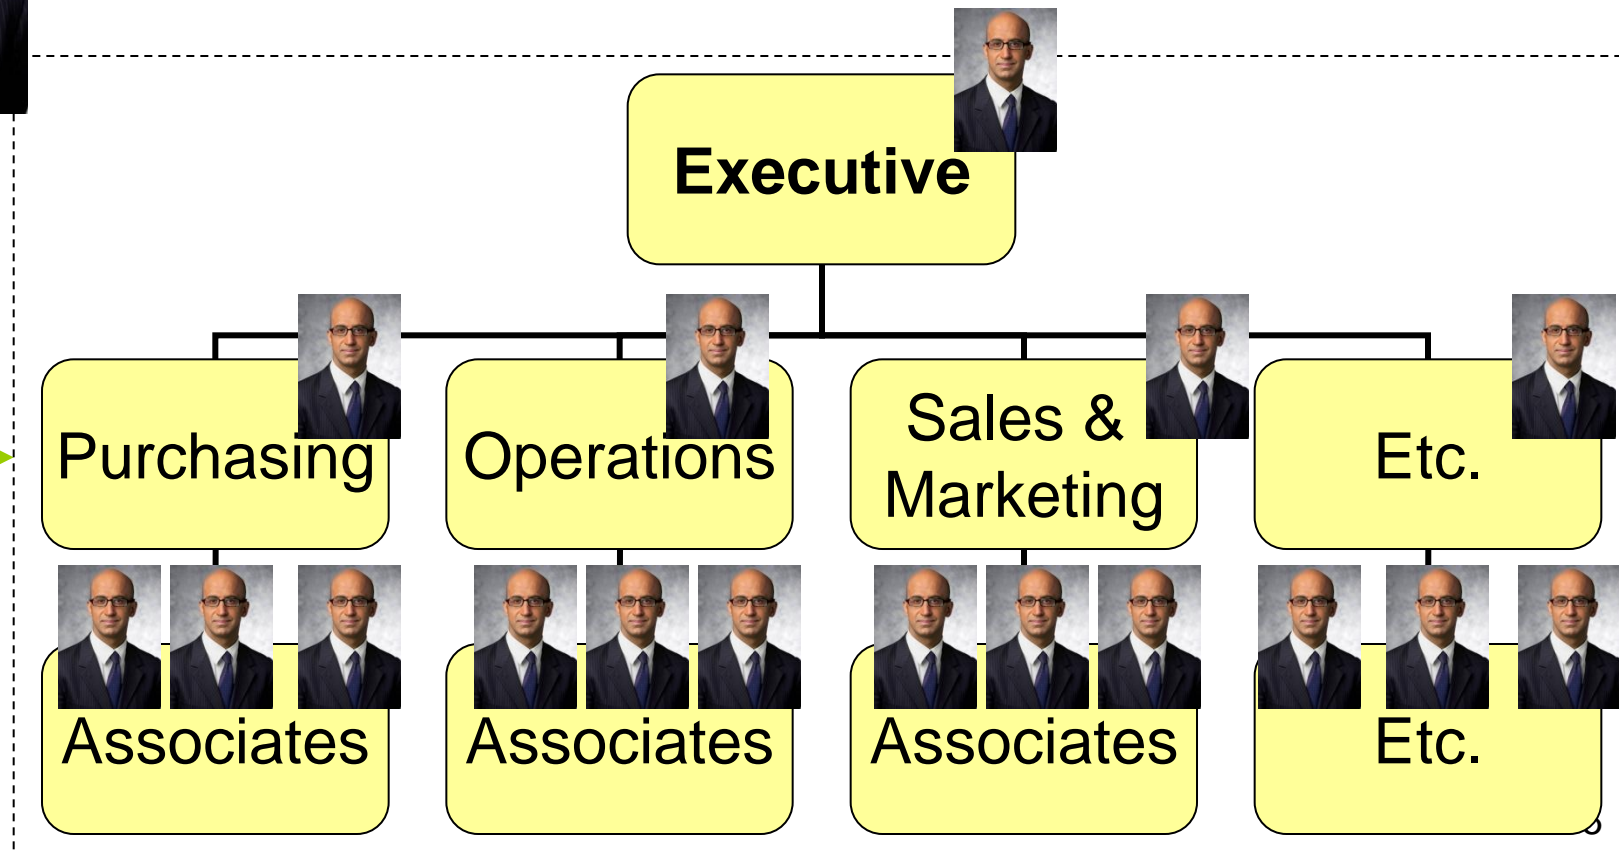 Executive
Purchasing
Operations
Sales &
Marketing
Etc.
Associates
Associates
Associates
Etc.